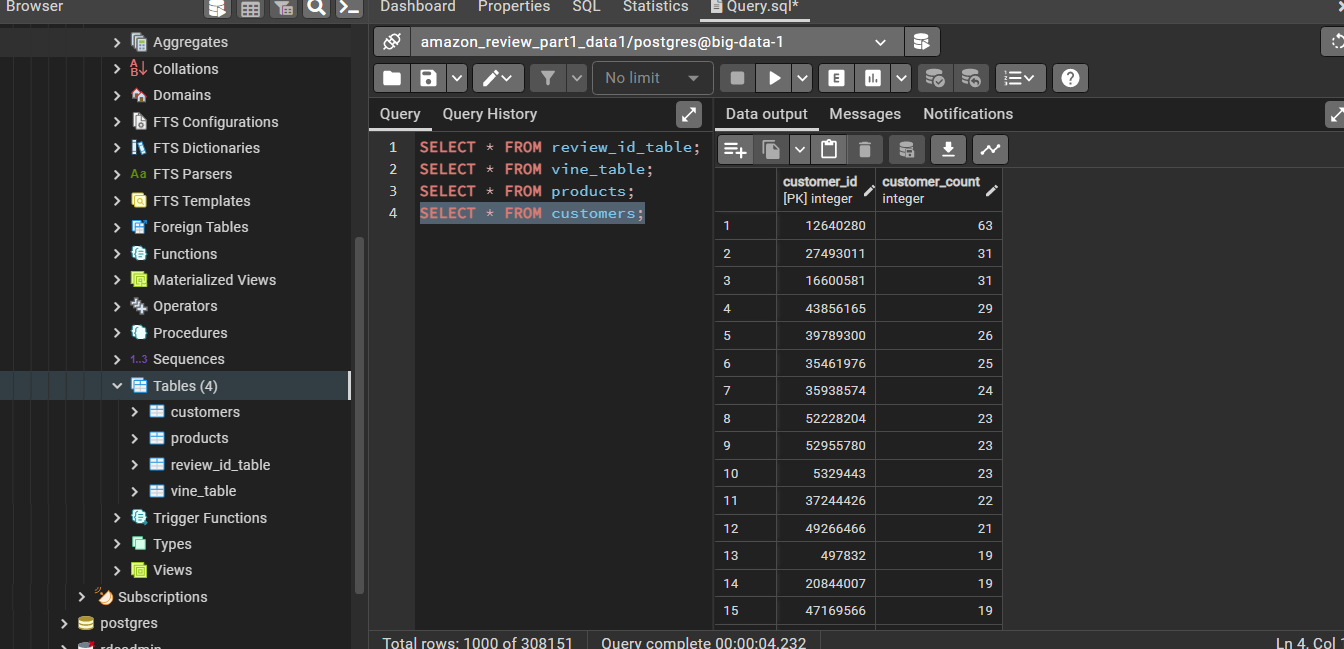 Browser
Aggregates
Collations
Domains
FTS Configurations
FTS Dictionaries
Aa FTS Parsers
FTS Templates
Foreign Tables
Functions
Materialized Views
Operators
Procedures
1..3 Sequences
Tables (4)
customers
products
review_id_table
vine_table
Trigger Functions
Types
Views
Subscriptions
postgres
rdsadmin
Dashboard Properties SQL Statistics Query.sql*
amazon_review_part1_data1/postgres@big-data-1
No limit
E
Query Query History
1 SELECT * FROM review_id_table;
2 SELECT * FROM vine_table;
3 SELECT * FROM products;
4 SELECT * FROM customers;
Data output Messages Notifications
customer_id customer_count
[PK] integer integer
1 12640280 63
2 27493011 31
3 16600581 31
4 43856165 29
5 39789300 26
6 35461976 25
7 35938574 24
8 52228204 23
9 52955780 23
10 5329443 23
11 37244426 22
12 49266466 21
13 497832 19
14 20844007 19
15 47169566 19
Total rows: 1000 of 308151 Query complete 00:00:04.232 Ln 4, Col 1